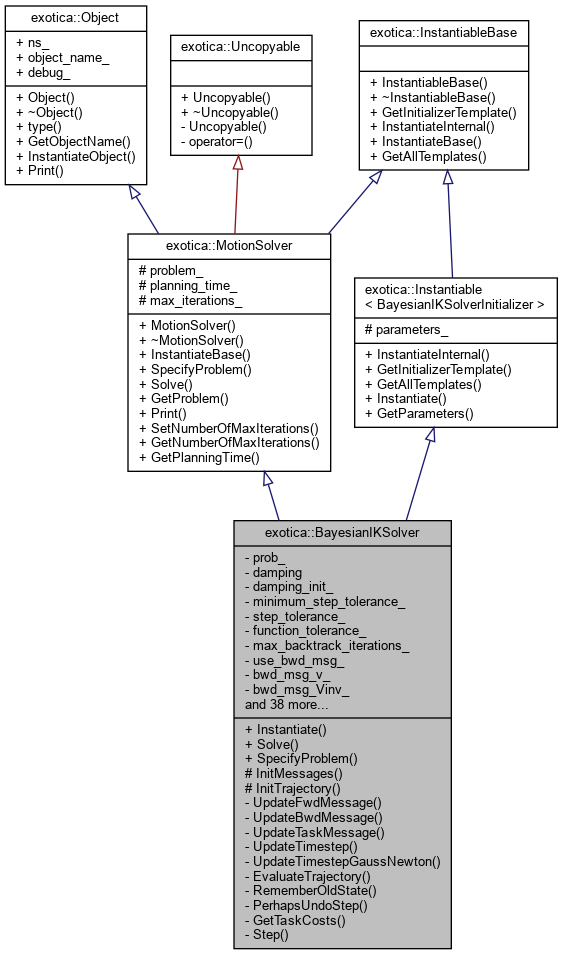 exotica::Object
+ ns_
+ object_name_
+ debug_
+ Object()
+ ~Object()
+ type()
+ GetObjectName()
+ InstantiateObject()
+ Print()
exotica::Uncopyable
+ Uncopyable()
+ ~Uncopyable()
- Uncopyable()
- operator=()
exotica::InstantiableBase
+ InstantiableBase()
+ ~InstantiableBase()
+ GetInitializerTemplate()
+ InstantiateInternal()
+ InstantiateBase()
+ GetAllTemplates()
exotica::MotionSolver
# problem_
# planning_time_
# max_iterations_
+ MotionSolver()
+ ~MotionSolver()
+ InstantiateBase()
+ SpecifyProblem()
+ Solve()
+ GetProblem()
+ Print()
+ SetNumberOfMaxIterations()
+ GetNumberOfMaxIterations()
+ GetPlanningTime()
exotica::Instantiable
< BayesianIKSolverInitializer >
# parameters_
+ InstantiateInternal()
+ GetInitializerTemplate()
+ GetAllTemplates()
+ Instantiate()
+ GetParameters()
exotica::BayesianIKSolver
- prob_
- damping
- damping_init_
- minimum_step_tolerance_
- step_tolerance_
- function_tolerance_
- max_backtrack_iterations_
- use_bwd_msg_
- bwd_msg_v_
- bwd_msg_Vinv_
and 38 more...
+ Instantiate()
+ Solve()
+ SpecifyProblem()
# InitMessages()
# InitTrajectory()
- UpdateFwdMessage()
- UpdateBwdMessage()
- UpdateTaskMessage()
- UpdateTimestep()
- UpdateTimestepGaussNewton()
- EvaluateTrajectory()
- RememberOldState()
- PerhapsUndoStep()
- GetTaskCosts()
- Step()